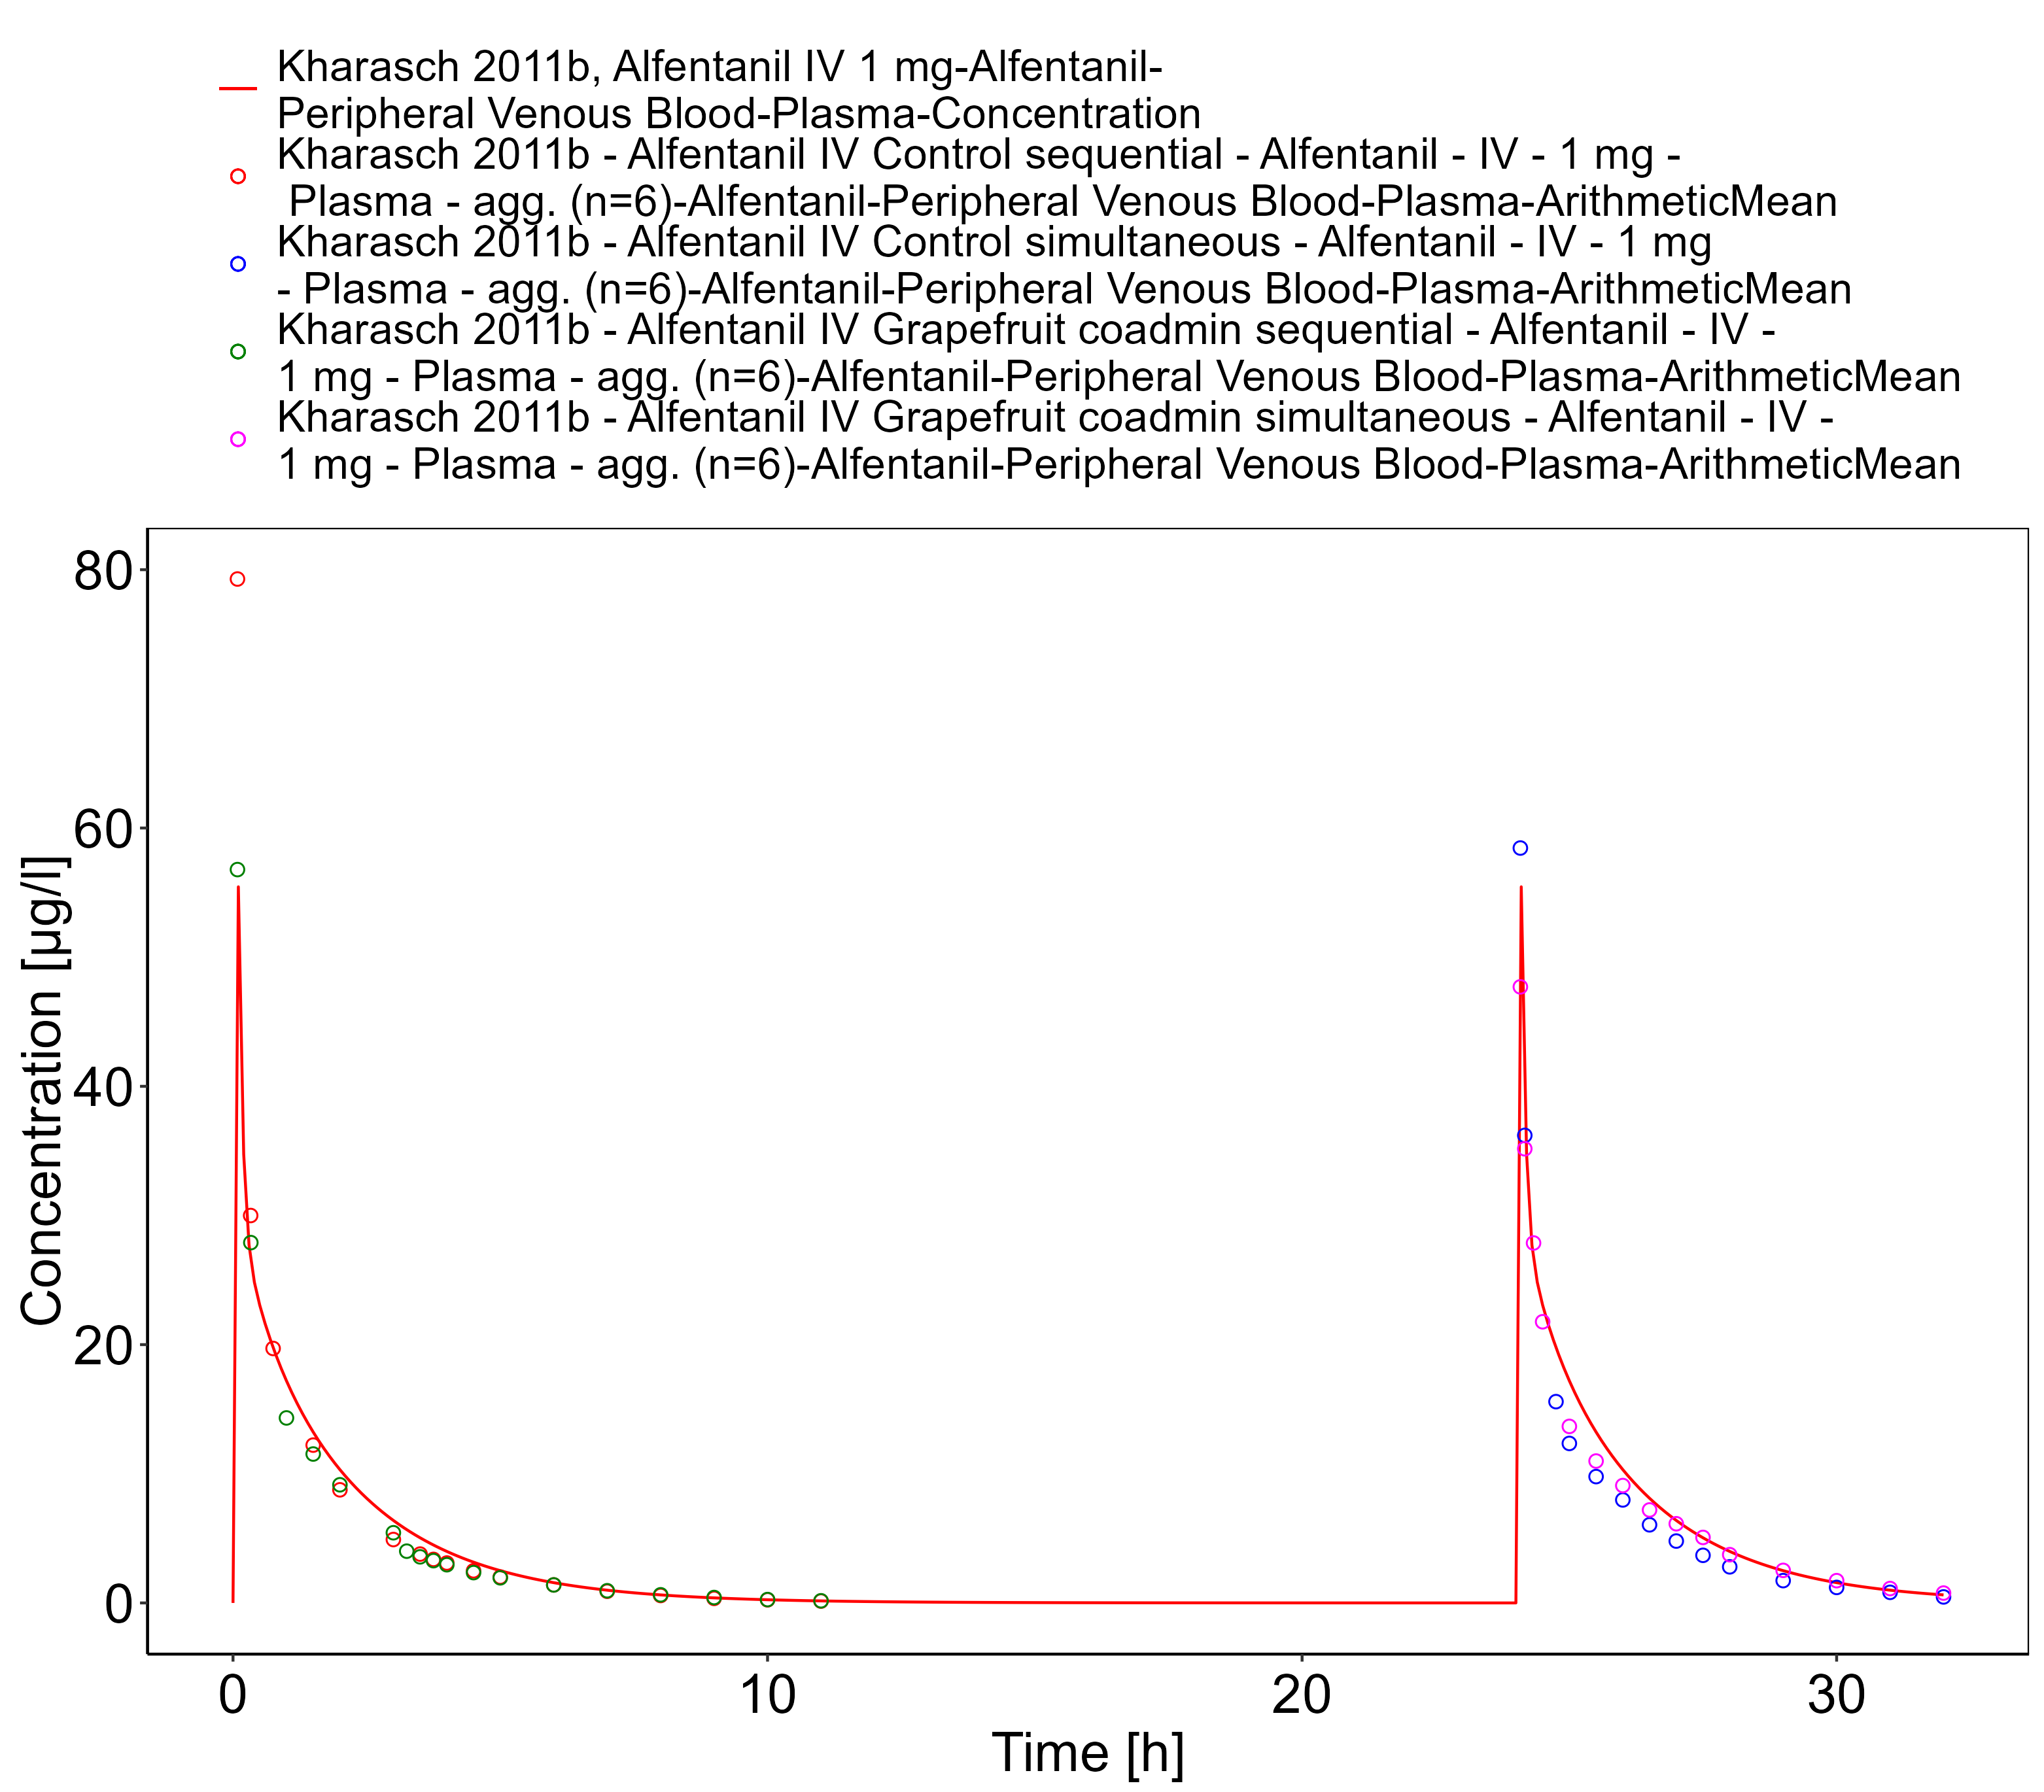 Kharasch 2011b, Alfentanil IV 1 mg-Alfentanil-
Peripheral Venous Blood-Plasma-Concentration
Kharasch 2011b - Alfentanil IV Control sequential - Alfentanil - IV - 1 mg -
Plasma - agg. (n=6)-Alfentanil-Peripheral Venous Blood-Plasma-ArithmeticMean
Kharasch 2011b - Alfentanil IV Control simultaneous - Alfentanil - IV - 1 mg
- Plasma - agg. (n=6)-Alfentanil-Peripheral Venous Blood-Plasma-ArithmeticMean
Kharasch 2011b - Alfentanil IV Grapefruit coadmin sequential - Alfentanil - IV -
1 mg - Plasma - agg. (n=6)-Alfentanil-Peripheral Venous Blood-Plasma-ArithmeticMean
Kharasch 2011b - Alfentanil IV Grapefruit coadmin simultaneous - Alfentanil - IV -
1 mg - Plasma - agg. (n=6)-Alfentanil-Peripheral Venous Blood-Plasma-ArithmeticMean
Concentration [µg/l]
80
60
40
20
0
0 10 20 30
Time [h]